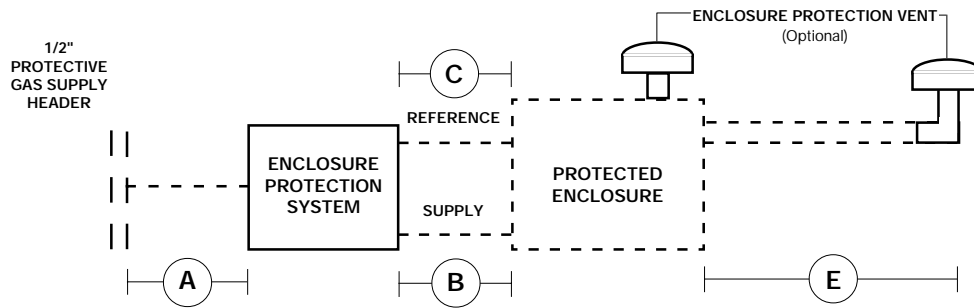 1/2"
PROTECTIVE
GAS SUPPLY
HEADER
A
ENCLOSURE
PROTECTION
SYSTEM
C
REFERENCE
SUPPLY
B
PROTECTED
ENCLOSURE
ENCLOSURE PROTECTION VENT
(Optional)
E